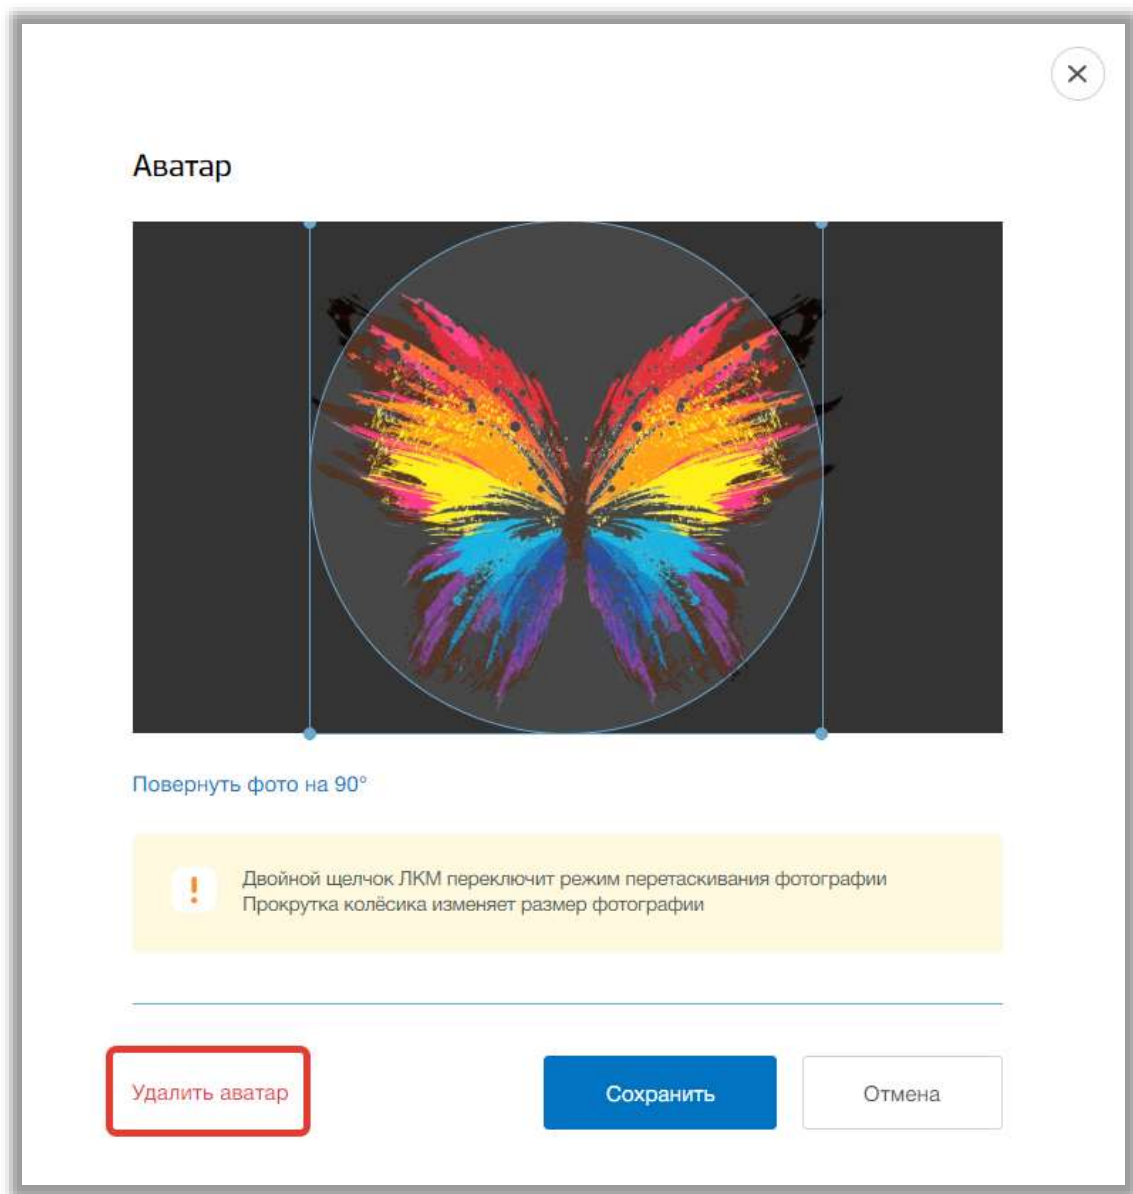 Аватар
Повернуть фото на 90°
Двойной щелчок ЛКМ переключит режим перетаскивания фотографии
Прокрутка колёсика изменяет размер фотографии
Удалить аватар
Сохранить
Отмена